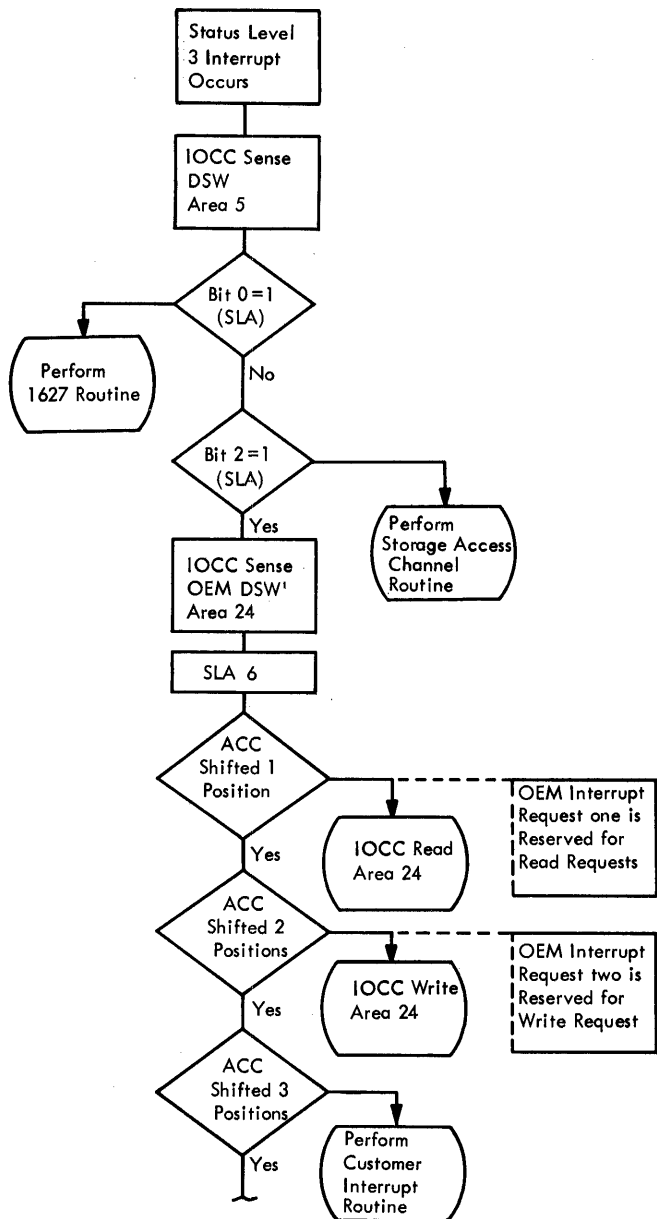 Status Level
3 Interrupt
Occurs
IOCC Sense
DSW
Area 5
Bit 0=1
(SLA)
Perform
1627 Routine
No
Bit 2=1
(SLA)
Yes
Perform
Storage Access
Channel
Routine
IOCC Sense
OEM DSW¹
Area 24
SLA 6
ACC
Shifted 1
Position
Yes
IOCC Read
Area 24
OEM Interrupt
Request one is
Reserved for
Read Requests
ACC
Shifted 2
Positions
Yes
IOCC Write
Area 24
OEM Interrupt
Request two is
Reserved for
Write Request
ACC
Shifted 3
Positions
Yes
Perform
Customer
Interrupt
Routine